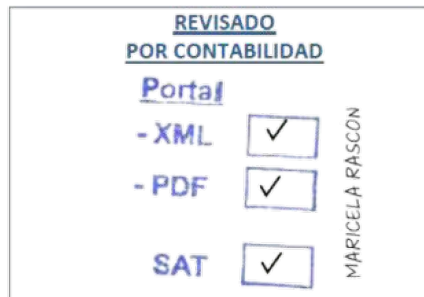 REVISADO
POR CONTABILIDAD
Portal
- XML ✓
- PDF ✓
SAT ✓
MARICELA RASCON